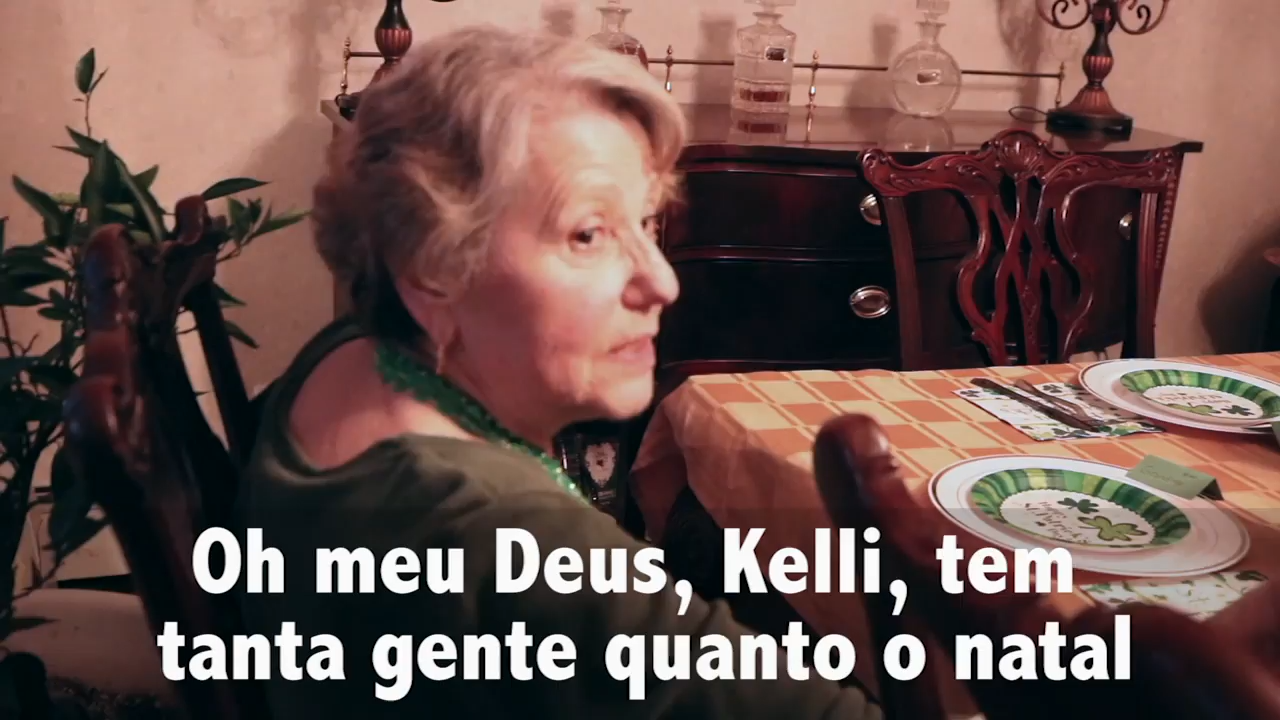 Oh meu Deus, Kelli, tem
tanta gente quanto o natal